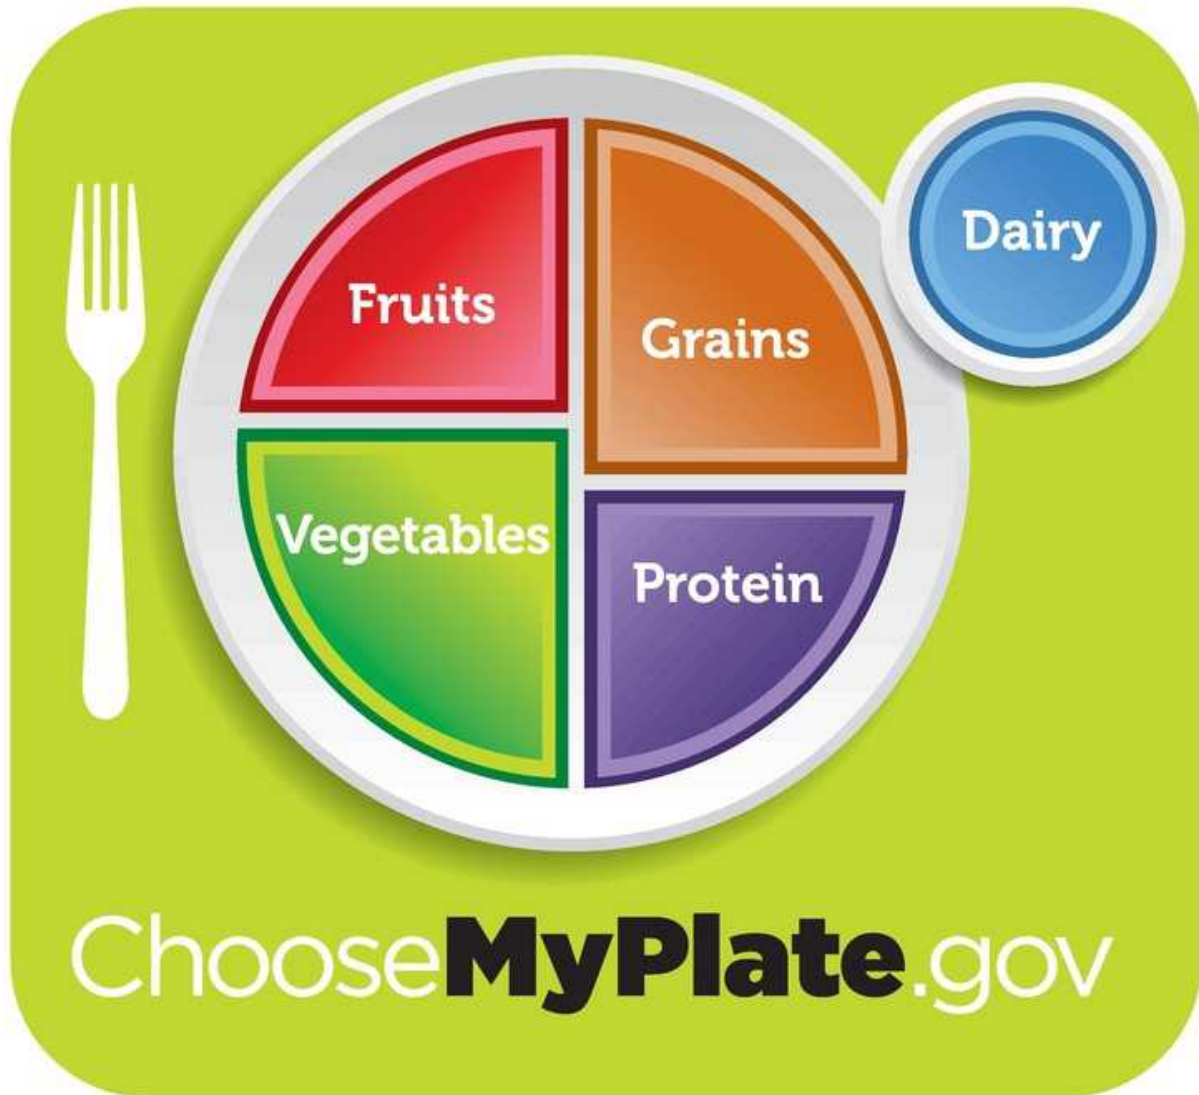 Fruits
Grains
Dairy
Vegetables
Protein
ChooseMyPlate.gov